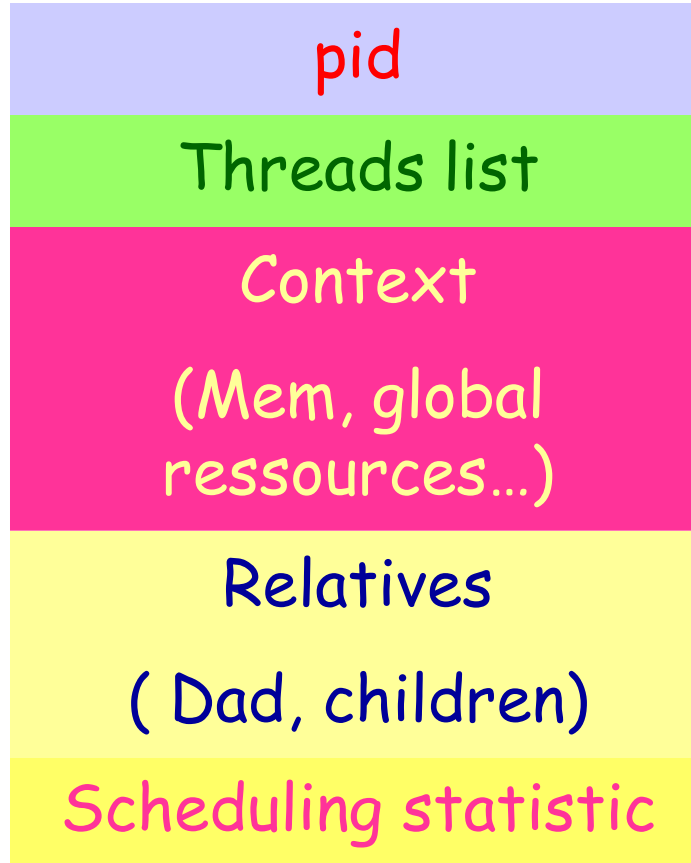 pid
Threads list
Context
(Mem, global
ressources…)
Relatives
( Dad, children)
Scheduling statistic